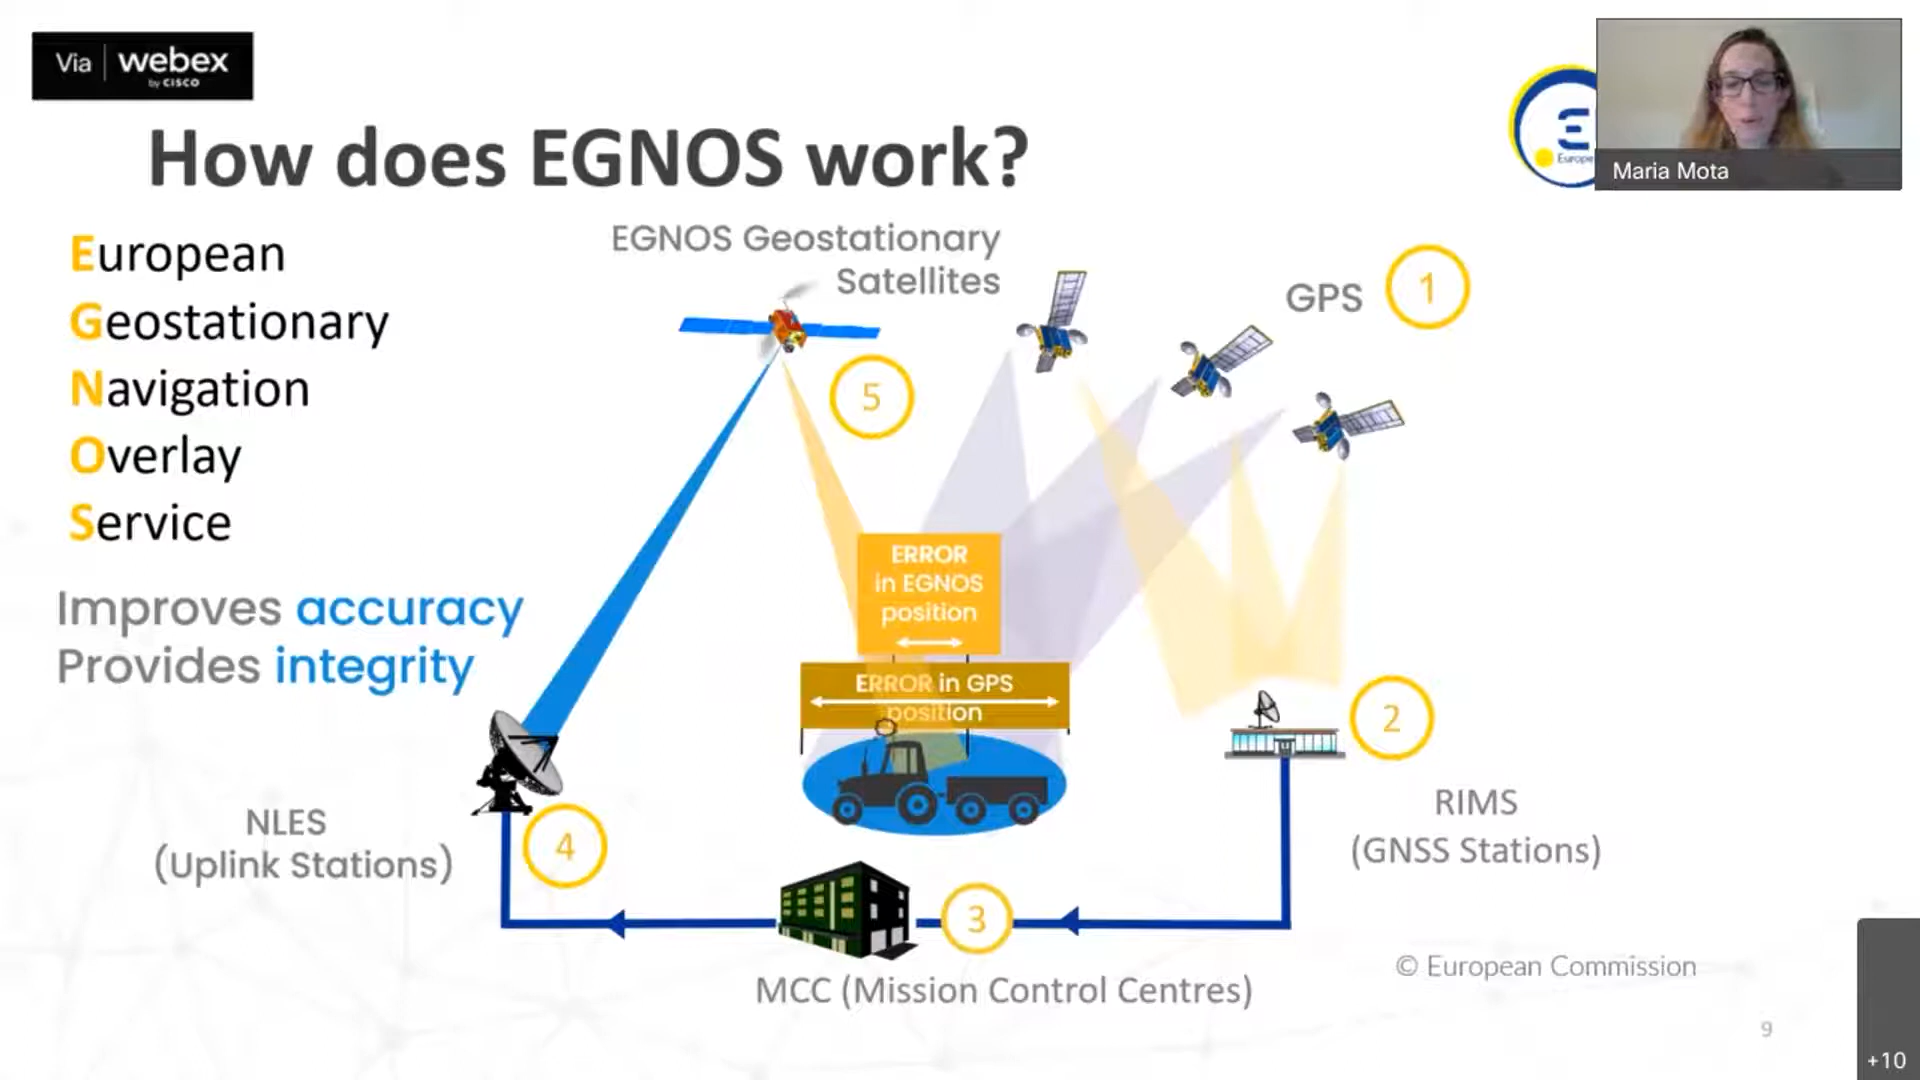 Via webex
by CISCO
Europe
Maria Mota
How does EGNOS work?
European
Geostationary
Navigation
Overlay
Service
Improves accuracy
Provides integrity
EGNOS Geostationary
Satellites
GPS
1
5
ERROR
in EGNOS
position
ERROR in GPS
position
2
RIMS
(GNSS Stations)
NLES
(Uplink Stations)
4
3
MCC (Mission Control Centres)
© European Commission
9
+10